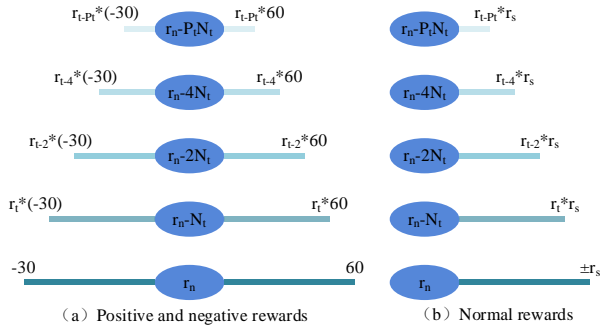 r_{t-Pt}*(-30) r_n-P_tN_t r_{t-Pt}*60 r_n-P_tN_t r_{t-Pt}*r_s
r_{t-4}*(-30) r_n-4N_t r_{t-4}*60 r_n-4N_t r_{t-4}*r_s
r_{t-2}*(-30) r_n-2N_t r_{t-2}*60 r_n-2N_t r_{t-2}*r_s
r_t*(-30) r_n-N_t r_t*60 r_n-N_t r_t*r_s
-30 r_n 60 r_n ±r_s
（a）Positive and negative rewards （b）Normal rewards